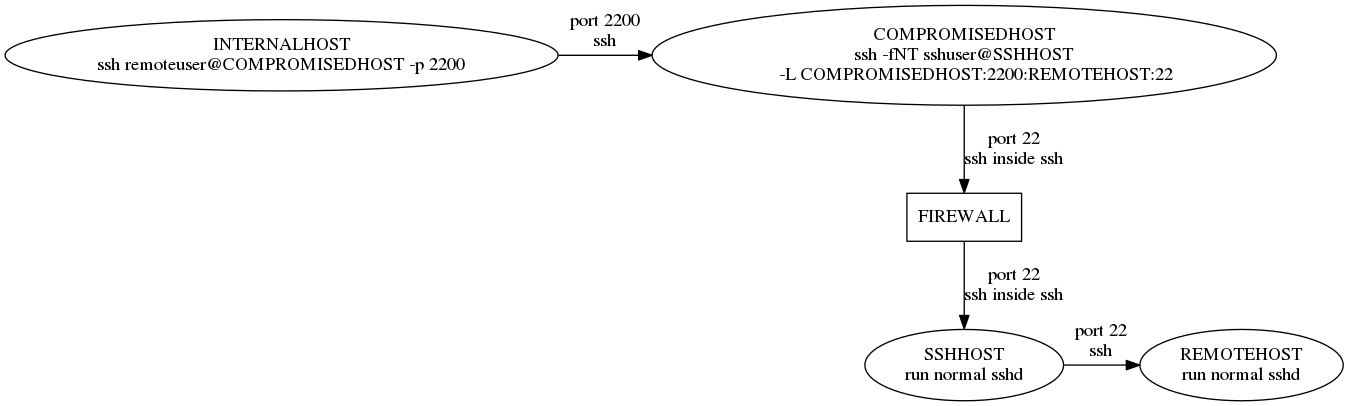 INTERNALHOST
ssh remoteuser@COMPROMISEDHOST -p 2200
port 2200
ssh
COMPROMISEDHOST
ssh -fNT sshuser@SSHHOST
-L COMPROMISEDHOST:2200:REMOTEHOST:22
port 22
ssh inside ssh
FIREWALL
port 22
ssh inside ssh
SSHHOST
run normal sshd
port 22
ssh
REMOTEHOST
run normal sshd